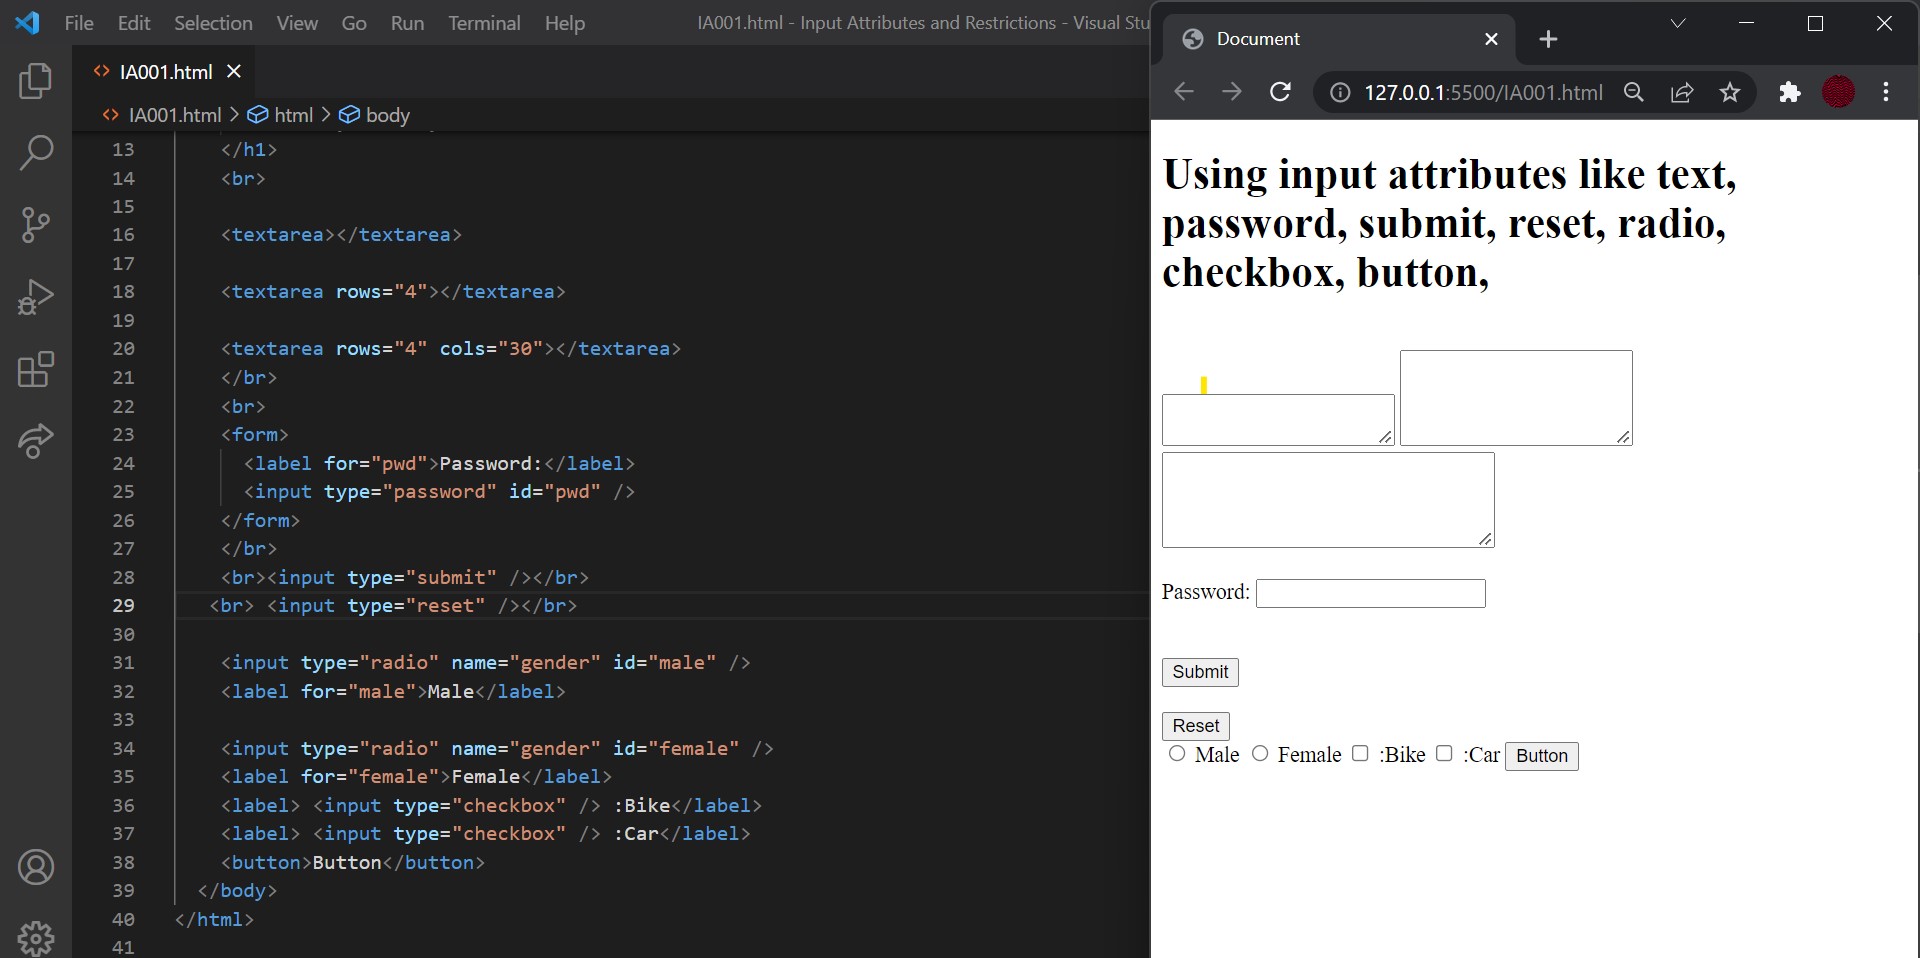 File Edit Selection View Go Run Terminal Help IA001.html - Input Attributes and Restrictions - Visual Stu
IA001.html
IA001.html > html > body
13 </h1>
14 <br>
15
16 <textarea></textarea>
17
18 <textarea rows="4"></textarea>
19
20 <textarea rows="4" cols="30"></textarea>
21 </br>
22 <br>
23 <form>
24 <label for="pwd">Password:</label>
25 <input type="password" id="pwd" />
26 </form>
27 </br>
28 <br><input type="submit" /></br>
29 <br> <input type="reset" /></br>
30
31 <input type="radio" name="gender" id="male" />
32 <label for="male">Male</label>
33
34 <input type="radio" name="gender" id="female" />
35 <label for="female">Female</label>
36 <label> <input type="checkbox" /> :Bike</label>
37 <label> <input type="checkbox" /> :Car</label>
38 <button>Button</button>
39 </body>
40 </html>
41
Document
127.0.0.1:5500/IA001.html
Using input attributes like text,
password, submit, reset, radio,
checkbox, button,
Password:
Submit
Reset
Male Female :Bike :Car Button